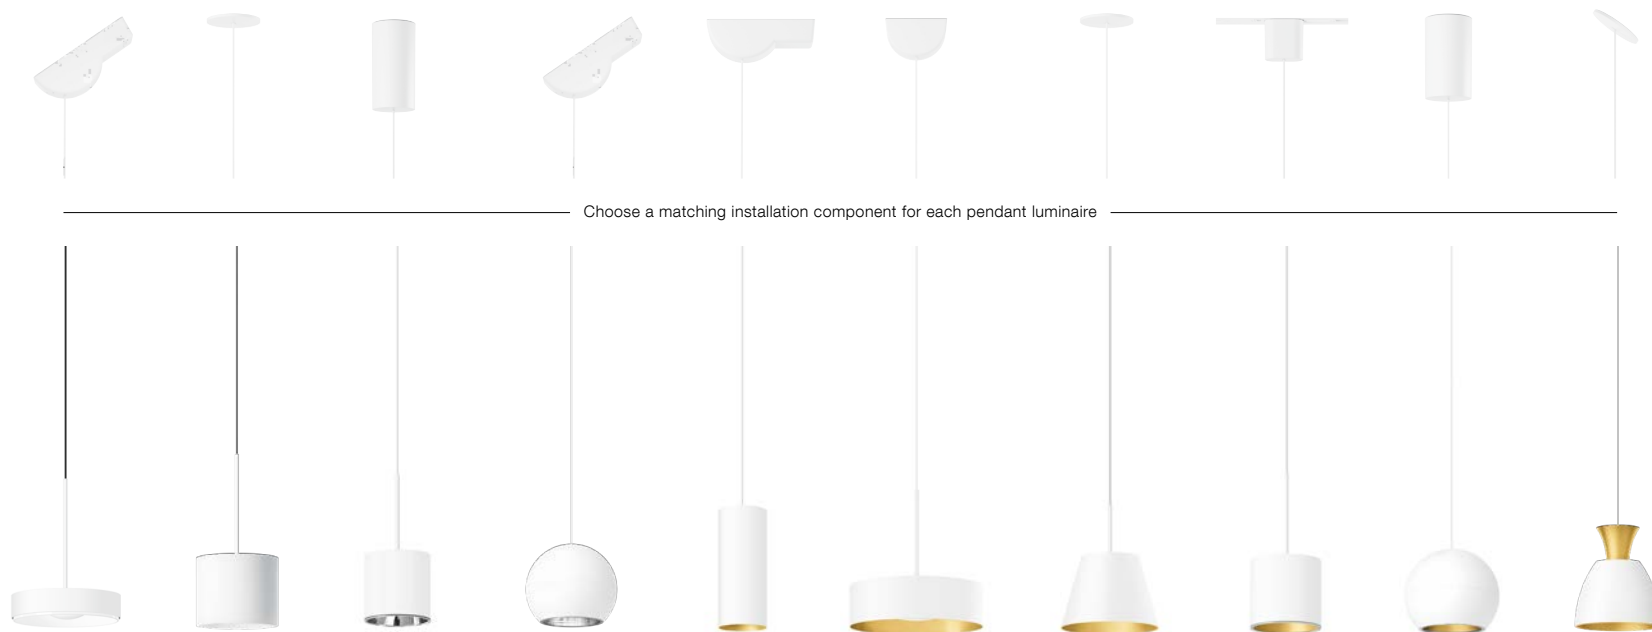 Choose a matching installation component for each pendant luminaire